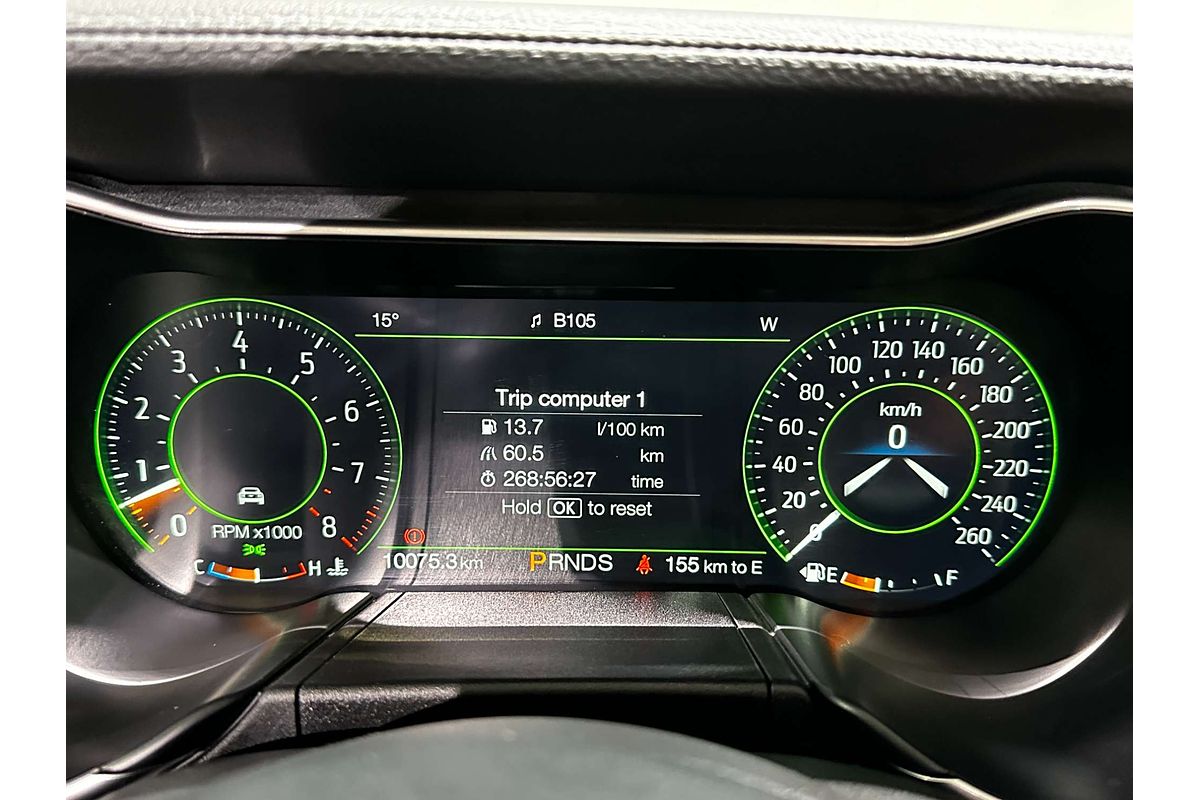 15° B105 W
Trip computer 1
13.7 l/100 km
60.5 km
268:56:27 time
Hold OK to reset
10075.3 km PRNDS 155 km to E
0 1 2 3 4 5 6 7 8
RPM x1000
C H
0 20 40 60 80 100 120 140 160 180 200 220 240 260
km/h
0
E F